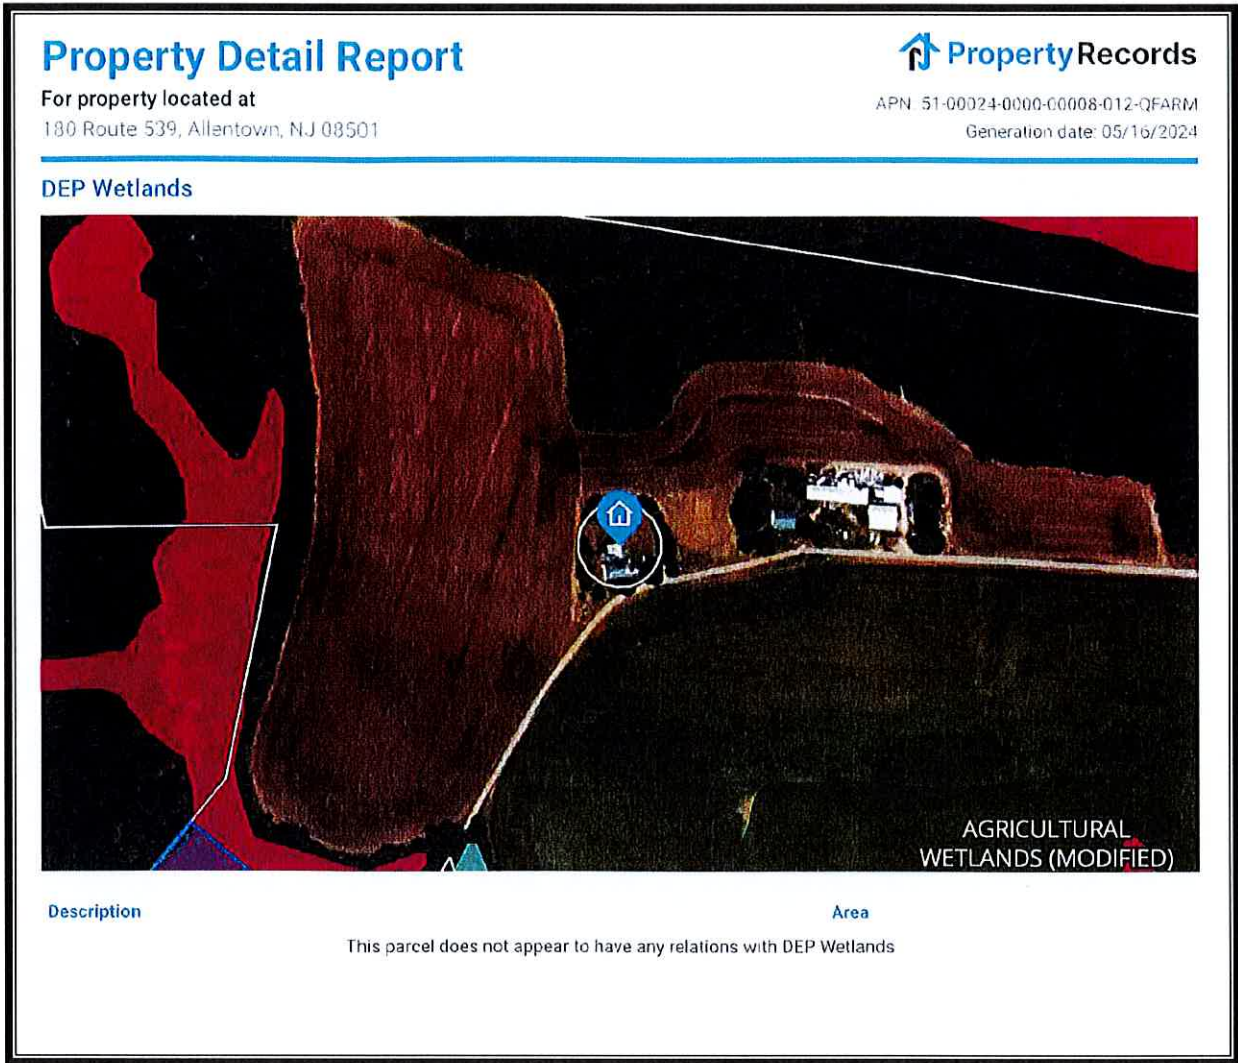 Property Detail Report
PropertyRecords
For property located at
180 Route 539, Allentown, NJ 08501
APN: 51-00024-0000-00008-012-QFARM
Generation date: 05/16/2024
DEP Wetlands
AGRICULTURAL
WETLANDS (MODIFIED)
Description
Area
This parcel does not appear to have any relations with DEP Wetlands